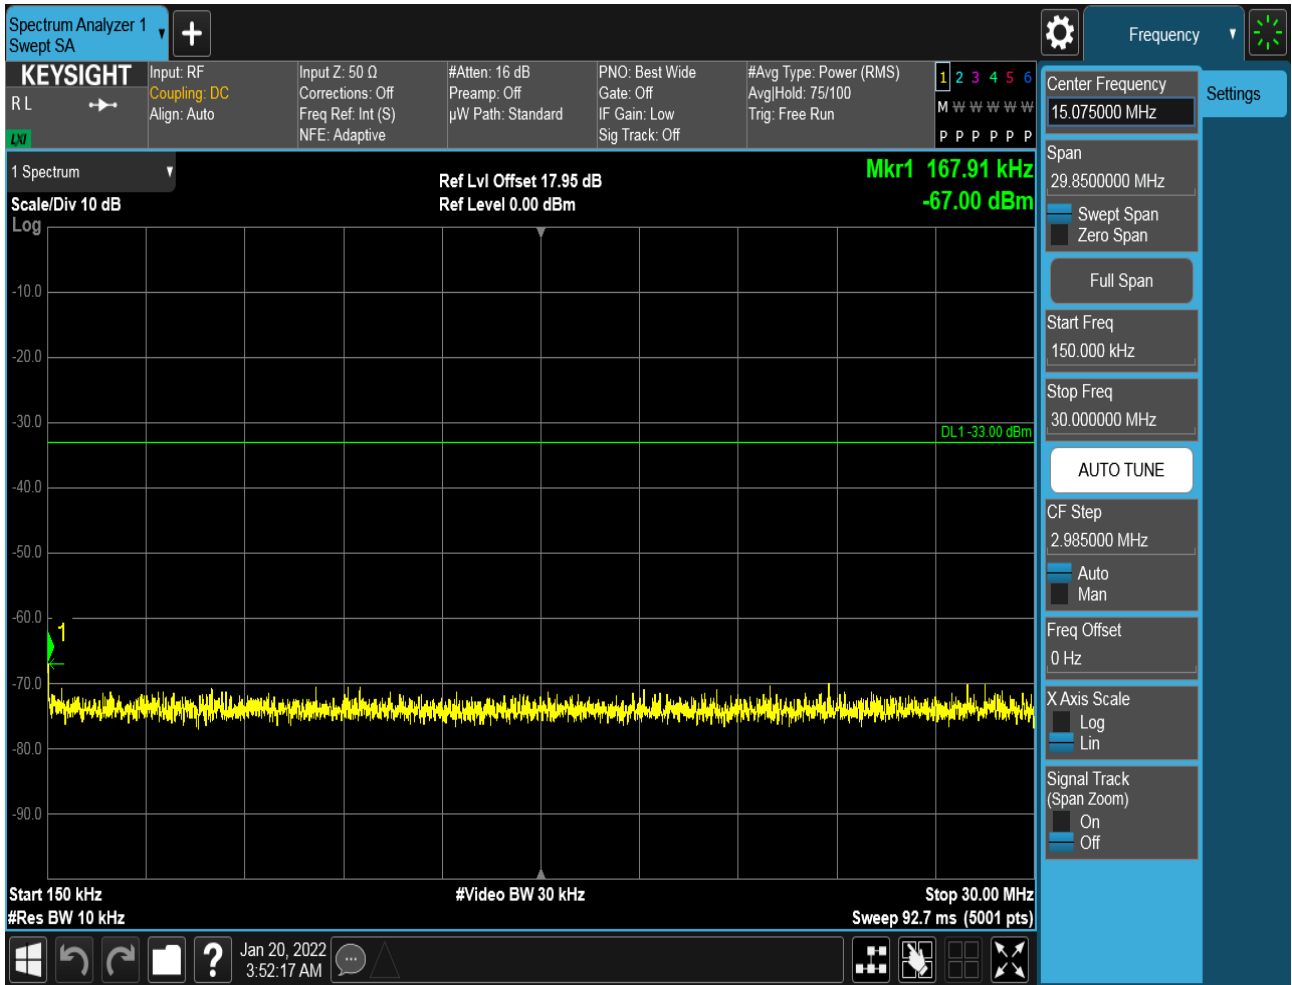 Spectrum Analyzer 1
Swept SA
Frequency
KEYSIGHT
R L
LXI
Input: RF
Coupling: DC
Align: Auto
Input Z: 50 Ω
Corrections: Off
Freq Ref: Int (S)
NFE: Adaptive
#Atten: 16 dB
Preamp: Off
µW Path: Standard
PNO: Best Wide
Gate: Off
IF Gain: Low
Sig Track: Off
#Avg Type: Power (RMS)
Avg|Hold: 75/100
Trig: Free Run
1 2 3 4 5 6
M W W W W W
P P P P P P
1 Spectrum
Scale/Div 10 dB
Log
Ref Lvl Offset 17.95 dB
Ref Level 0.00 dBm
Mkr1 167.91 kHz
-67.00 dBm
-10.0
-20.0
-30.0
DL1 -33.00 dBm
-40.0
-50.0
-60.0
1
-70.0
-80.0
-90.0
Start 150 kHz
#Video BW 30 kHz
Stop 30.00 MHz
#Res BW 10 kHz
Sweep 92.7 ms (5001 pts)
Jan 20, 2022
3:52:17 AM
?
Center Frequency
15.075000 MHz
Settings
Span
29.8500000 MHz
Swept Span
Zero Span
Full Span
Start Freq
150.000 kHz
Stop Freq
30.000000 MHz
AUTO TUNE
CF Step
2.985000 MHz
Auto
Man
Freq Offset
0 Hz
X Axis Scale
Log
Lin
Signal Track
(Span Zoom)
On
Off